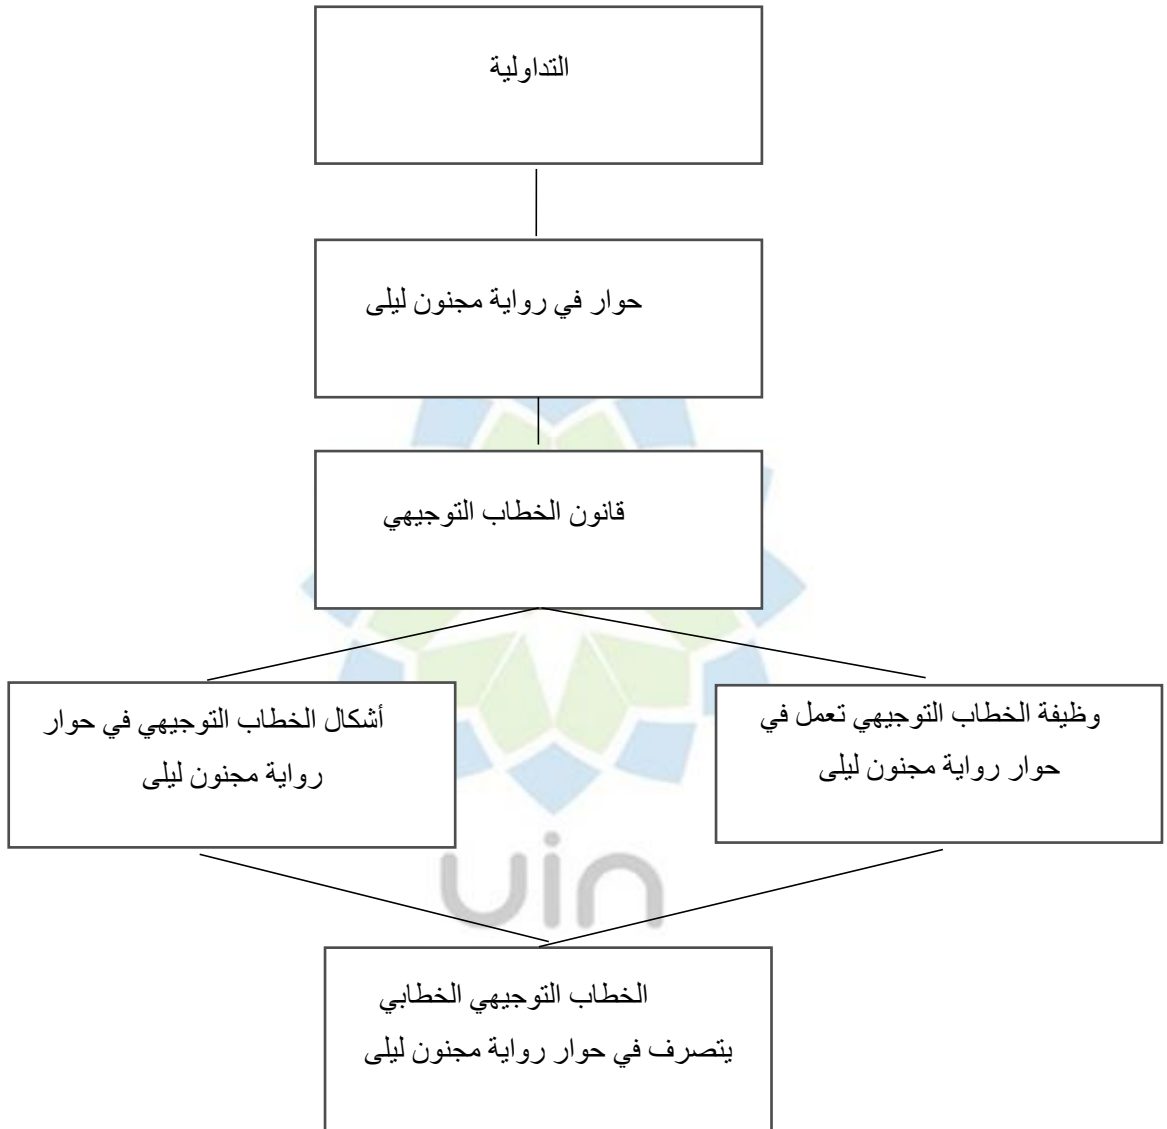 التداولية
حوار في رواية مجنون ليلى
قانون الخطاب التوجيهي
أشكال الخطاب التوجيهي في حوار
رواية مجنون ليلى
وظيفة الخطاب التوجيهي تعمل في
حوار رواية مجنون ليلى
uin
الخطاب التوجيهي الخطابي
يتصرف في حوار رواية مجنون ليلى